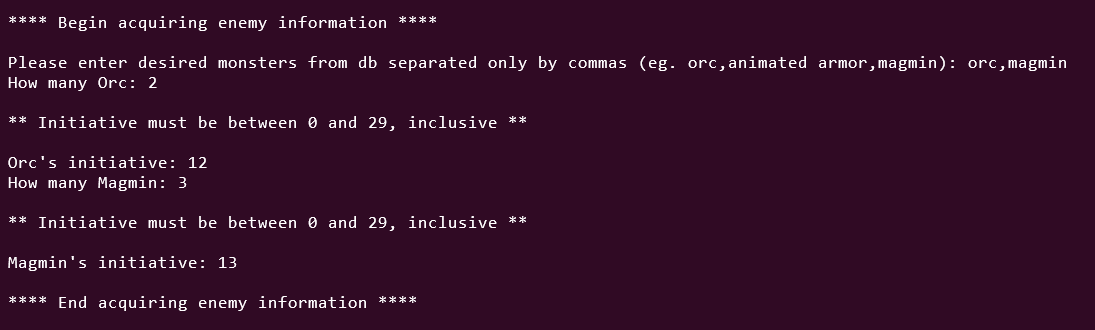 **** Begin acquiring enemy information ****
Please enter desired monsters from db separated only by commas (eg. orc,animated armor,magmin): orc,magmin
How many Orc: 2
** Initiative must be between 0 and 29, inclusive **
Orc's initiative: 12
How many Magmin: 3
** Initiative must be between 0 and 29, inclusive **
Magmin's initiative: 13
**** End acquiring enemy information ****